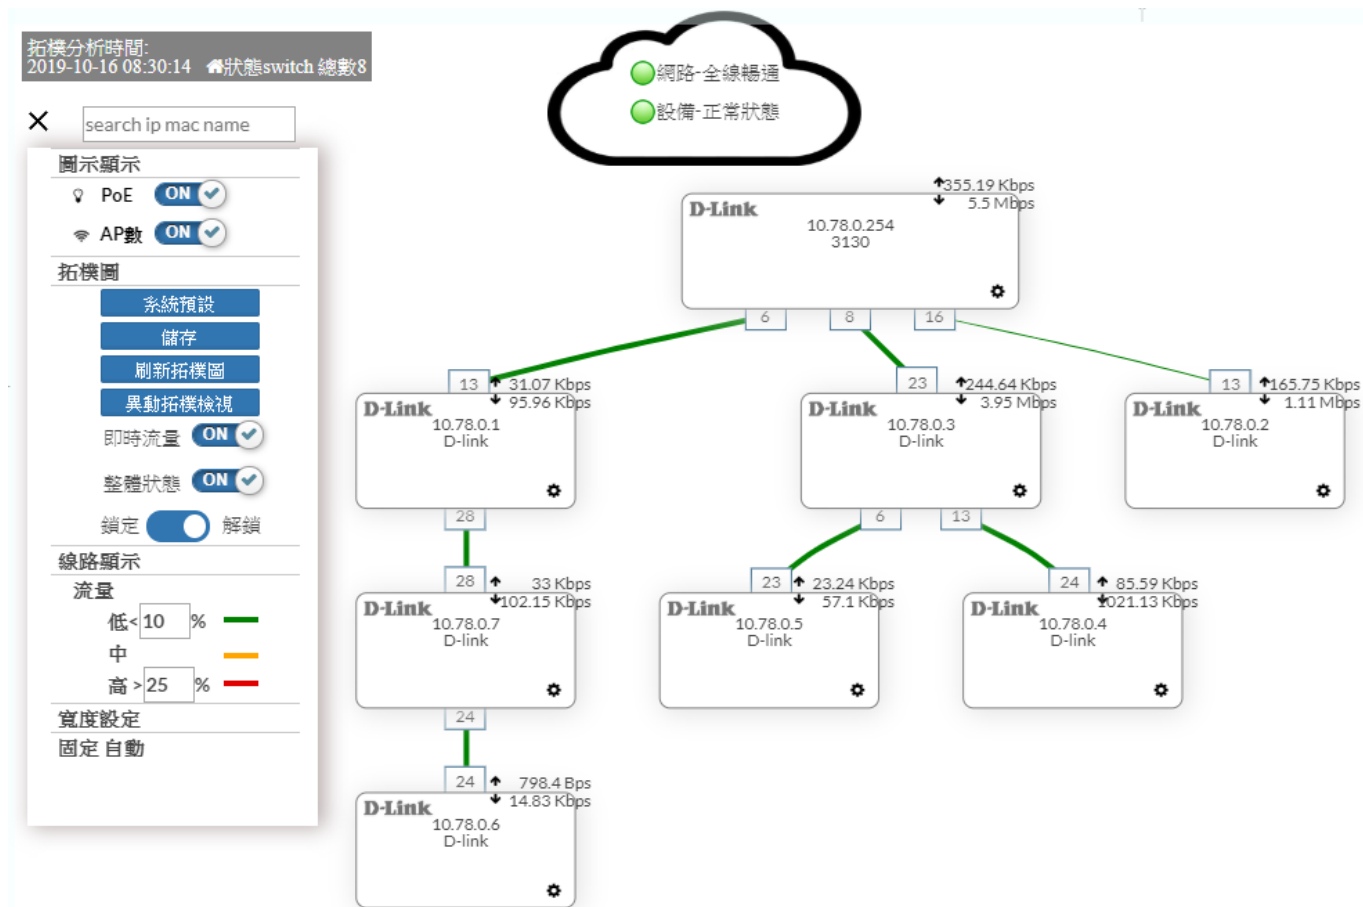 拓樸分析時間:
2019-10-16 08:30:14 狀態switch 總數8
網路-全線暢通
設備-正常狀態
search ip mac name
圖示顯示
PoE ON
AP數 ON
拓樸圖
系統預設
儲存
刷新拓樸圖
異動拓樸檢視
即時流量 ON
整體狀態 ON
鎖定 解鎖
線路顯示
流量
低< 10 %
中
高 > 25 %
寬度設定
固定 自動
355.19 Kbps
5.5 Mbps
D-Link
10.78.0.254
3130
6 8 16
13 31.07 Kbps
95.96 Kbps
D-Link
10.78.0.1
D-link
28
23 244.64 Kbps
3.95 Mbps
D-Link
10.78.0.3
D-link
6 13
13 165.75 Kbps
1.11 Mbps
D-Link
10.78.0.2
D-link
28 33 Kbps
102.15 Kbps
D-Link
10.78.0.7
D-link
24
23 23.24 Kbps
57.1 Kbps
D-Link
10.78.0.5
D-link
24 85.59 Kbps
1021.13 Kbps
D-Link
10.78.0.4
D-link
24 798.4 Bps
14.83 Kbps
D-Link
10.78.0.6
D-link